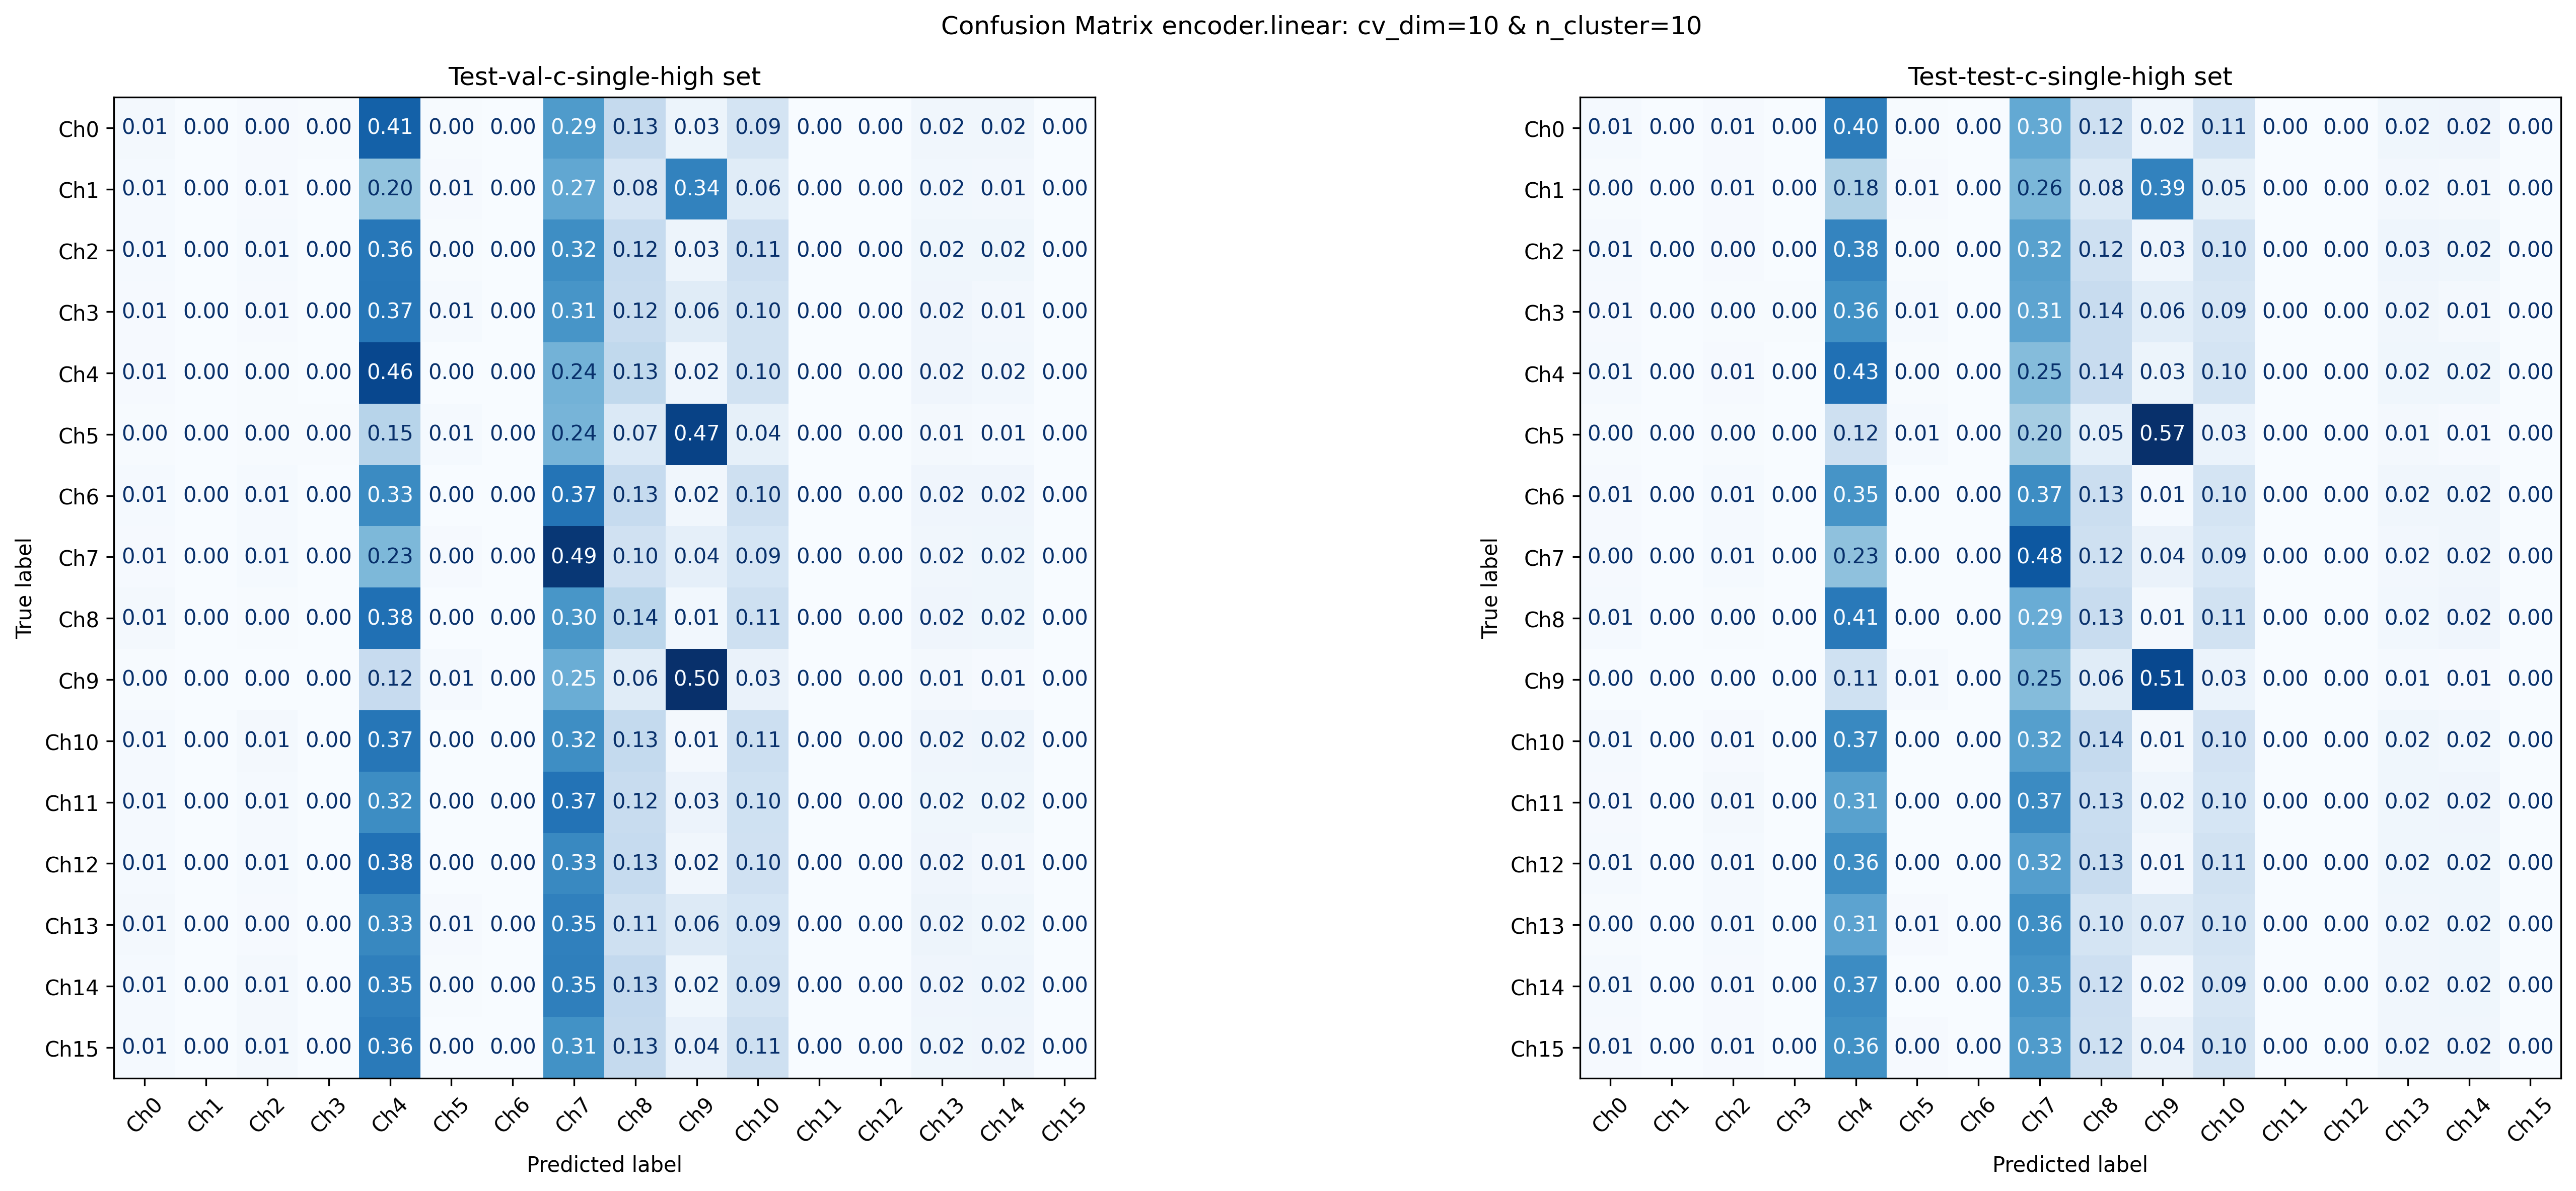 Confusion Matrix encoder.linear: cv_dim=10 & n_cluster=10
Test-val-c-single-high set
True label
Ch0 0.01 0.00 0.00 0.00 0.41 0.00 0.00 0.29 0.13 0.03 0.09 0.00 0.00 0.02 0.02 0.00
Ch1 0.01 0.00 0.01 0.00 0.20 0.01 0.00 0.27 0.08 0.34 0.06 0.00 0.00 0.02 0.01 0.00
Ch2 0.01 0.00 0.01 0.00 0.36 0.00 0.00 0.32 0.12 0.03 0.11 0.00 0.00 0.02 0.02 0.00
Ch3 0.01 0.00 0.01 0.00 0.37 0.01 0.00 0.31 0.12 0.06 0.10 0.00 0.00 0.02 0.01 0.00
Ch4 0.01 0.00 0.00 0.00 0.46 0.00 0.00 0.24 0.13 0.02 0.10 0.00 0.00 0.02 0.02 0.00
Ch5 0.00 0.00 0.00 0.00 0.15 0.01 0.00 0.24 0.07 0.47 0.04 0.00 0.00 0.01 0.01 0.00
Ch6 0.01 0.00 0.01 0.00 0.33 0.00 0.00 0.37 0.13 0.02 0.10 0.00 0.00 0.02 0.02 0.00
Ch7 0.01 0.00 0.01 0.00 0.23 0.00 0.00 0.49 0.10 0.04 0.09 0.00 0.00 0.02 0.02 0.00
Ch8 0.01 0.00 0.00 0.00 0.38 0.00 0.00 0.30 0.14 0.01 0.11 0.00 0.00 0.02 0.02 0.00
Ch9 0.00 0.00 0.00 0.00 0.12 0.01 0.00 0.25 0.06 0.50 0.03 0.00 0.00 0.01 0.01 0.00
Ch10 0.01 0.00 0.01 0.00 0.37 0.00 0.00 0.32 0.13 0.01 0.11 0.00 0.00 0.02 0.02 0.00
Ch11 0.01 0.00 0.01 0.00 0.32 0.00 0.00 0.37 0.12 0.03 0.10 0.00 0.00 0.02 0.02 0.00
Ch12 0.01 0.00 0.01 0.00 0.38 0.00 0.00 0.33 0.13 0.02 0.10 0.00 0.00 0.02 0.01 0.00
Ch13 0.01 0.00 0.00 0.00 0.33 0.01 0.00 0.35 0.11 0.06 0.09 0.00 0.00 0.02 0.02 0.00
Ch14 0.01 0.00 0.01 0.00 0.35 0.00 0.00 0.35 0.13 0.02 0.09 0.00 0.00 0.02 0.02 0.00
Ch15 0.01 0.00 0.01 0.00 0.36 0.00 0.00 0.31 0.13 0.04 0.11 0.00 0.00 0.02 0.02 0.00
Ch0 Ch1 Ch2 Ch3 Ch4 Ch5 Ch6 Ch7 Ch8 Ch9 Ch10 Ch11 Ch12 Ch13 Ch14 Ch15
Predicted label
Test-test-c-single-high set
True label
Ch0 0.01 0.00 0.01 0.00 0.40 0.00 0.00 0.30 0.12 0.02 0.11 0.00 0.00 0.02 0.02 0.00
Ch1 0.00 0.00 0.01 0.00 0.18 0.01 0.00 0.26 0.08 0.39 0.05 0.00 0.00 0.02 0.01 0.00
Ch2 0.01 0.00 0.00 0.00 0.38 0.00 0.00 0.32 0.12 0.03 0.10 0.00 0.00 0.03 0.02 0.00
Ch3 0.01 0.00 0.00 0.00 0.36 0.01 0.00 0.31 0.14 0.06 0.09 0.00 0.00 0.02 0.01 0.00
Ch4 0.01 0.00 0.01 0.00 0.43 0.00 0.00 0.25 0.14 0.03 0.10 0.00 0.00 0.02 0.02 0.00
Ch5 0.00 0.00 0.00 0.00 0.12 0.01 0.00 0.20 0.05 0.57 0.03 0.00 0.00 0.01 0.01 0.00
Ch6 0.01 0.00 0.01 0.00 0.35 0.00 0.00 0.37 0.13 0.01 0.10 0.00 0.00 0.02 0.02 0.00
Ch7 0.00 0.00 0.01 0.00 0.23 0.00 0.00 0.48 0.12 0.04 0.09 0.00 0.00 0.02 0.02 0.00
Ch8 0.01 0.00 0.00 0.00 0.41 0.00 0.00 0.29 0.13 0.01 0.11 0.00 0.00 0.02 0.02 0.00
Ch9 0.00 0.00 0.00 0.00 0.11 0.01 0.00 0.25 0.06 0.51 0.03 0.00 0.00 0.01 0.01 0.00
Ch10 0.01 0.00 0.01 0.00 0.37 0.00 0.00 0.32 0.14 0.01 0.10 0.00 0.00 0.02 0.02 0.00
Ch11 0.01 0.00 0.01 0.00 0.31 0.00 0.00 0.37 0.13 0.02 0.10 0.00 0.00 0.02 0.02 0.00
Ch12 0.01 0.00 0.01 0.00 0.36 0.00 0.00 0.32 0.13 0.01 0.11 0.00 0.00 0.02 0.02 0.00
Ch13 0.00 0.00 0.01 0.00 0.31 0.01 0.00 0.36 0.10 0.07 0.10 0.00 0.00 0.02 0.02 0.00
Ch14 0.01 0.00 0.01 0.00 0.37 0.00 0.00 0.35 0.12 0.02 0.09 0.00 0.00 0.02 0.02 0.00
Ch15 0.01 0.00 0.01 0.00 0.36 0.00 0.00 0.33 0.12 0.04 0.10 0.00 0.00 0.02 0.02 0.00
Ch0 Ch1 Ch2 Ch3 Ch4 Ch5 Ch6 Ch7 Ch8 Ch9 Ch10 Ch11 Ch12 Ch13 Ch14 Ch15
Predicted label